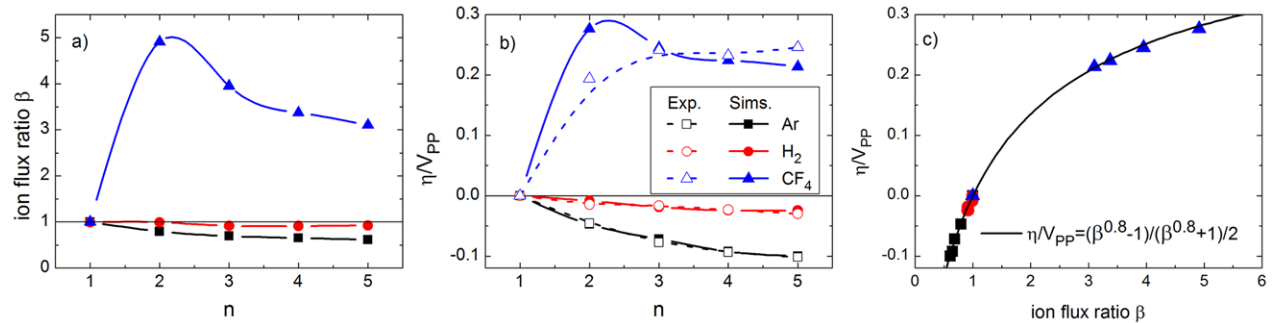 a)
ion flux ratio β
5
4
3
2
1
0
1 2 3 4 5
n
b)
η/V_PP
0.3
0.2
0.1
0.0
-0.1
Exp. Sims.
Ar
H₂
CF₄
1 2 3 4 5
n
c)
η/V_PP
0.3
0.2
0.1
0.0
-0.1
η/V_PP=(β^0.8-1)/(β^0.8+1)/2
0 1 2 3 4 5 6
ion flux ratio β